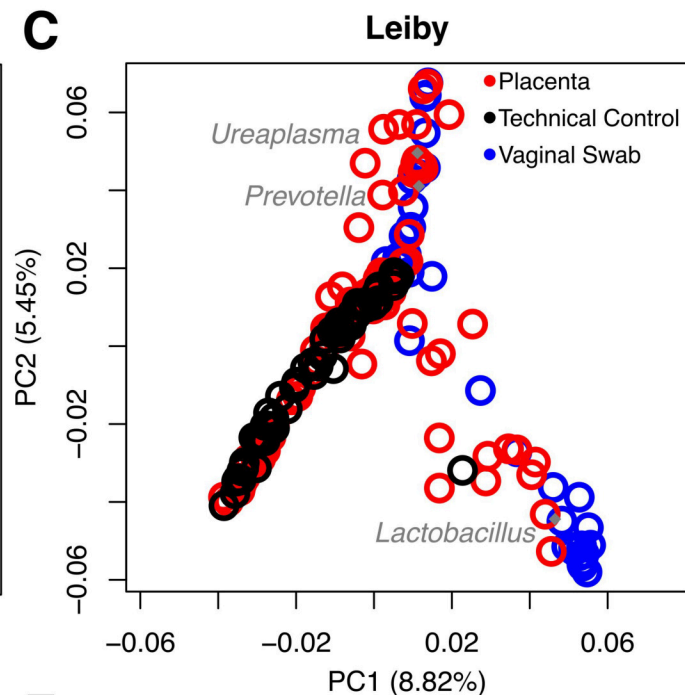 C
Leiby
Placenta
Technical Control
Vaginal Swab
Ureaplasma
Prevotella
Lactobacillus
0.06
0.02
−0.02
−0.06
PC2 (5.45%)
−0.06 −0.02 0.02 0.06
PC1 (8.82%)